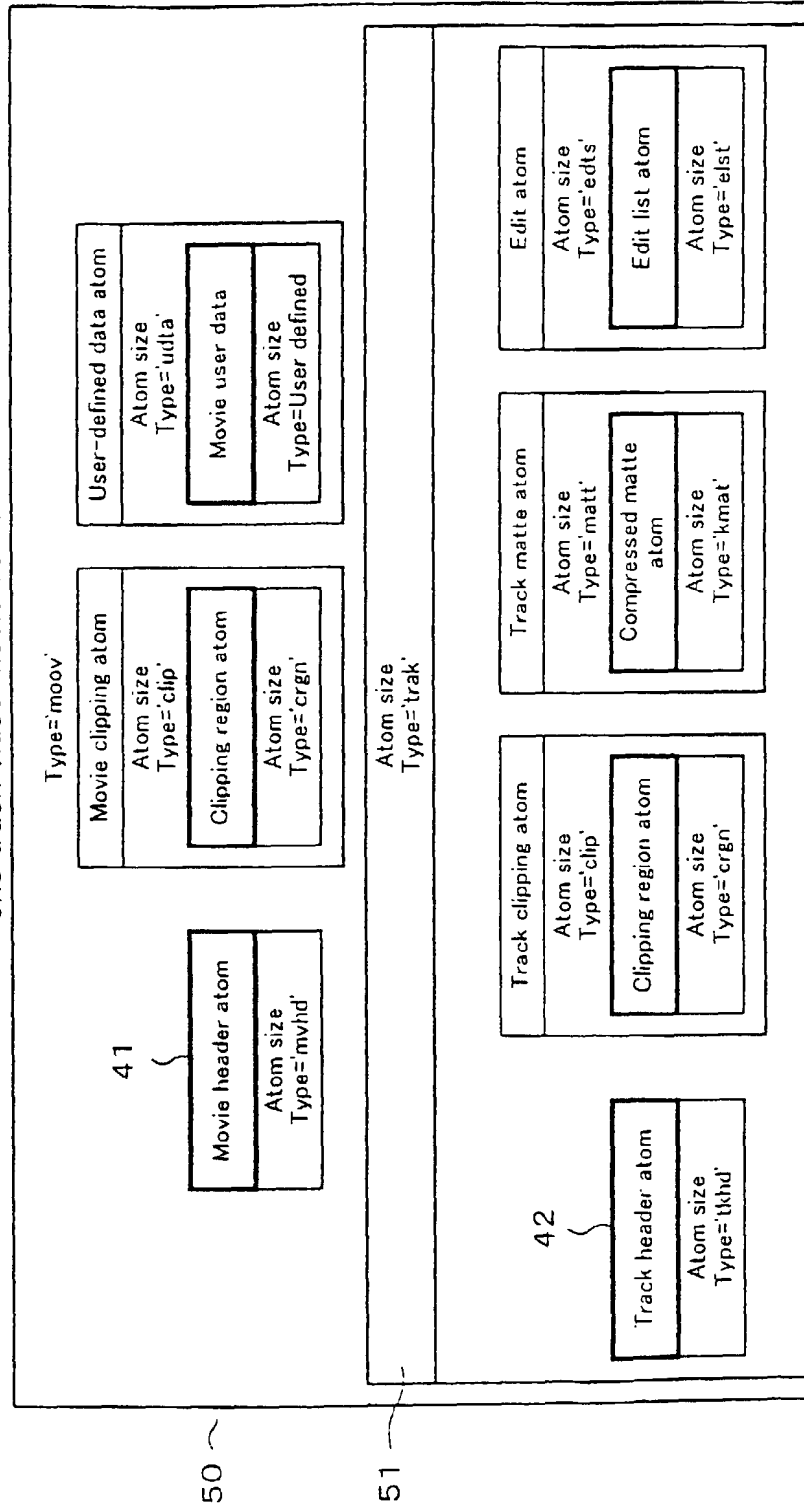 Type='moov'
50
41
Movie header atom
Atom size
Type='mvhd'
Movie clipping atom
Atom size
Type='clip'
Clipping region atom
Atom size
Type='crgn'
User-defined data atom
Atom size
Type='udta'
Movie user data
Atom size
Type=User defined
51
Atom size
Type='trak'
42
Track header atom
Atom size
Type='tkhd'
Track clipping atom
Atom size
Type='clip'
Clipping region atom
Atom size
Type='crgn'
Track matte atom
Atom size
Type='matt'
Compressed matte
atom
Atom size
Type='kmat'
Edit atom
Atom size
Type='edts'
Edit list atom
Atom size
Type='elst'